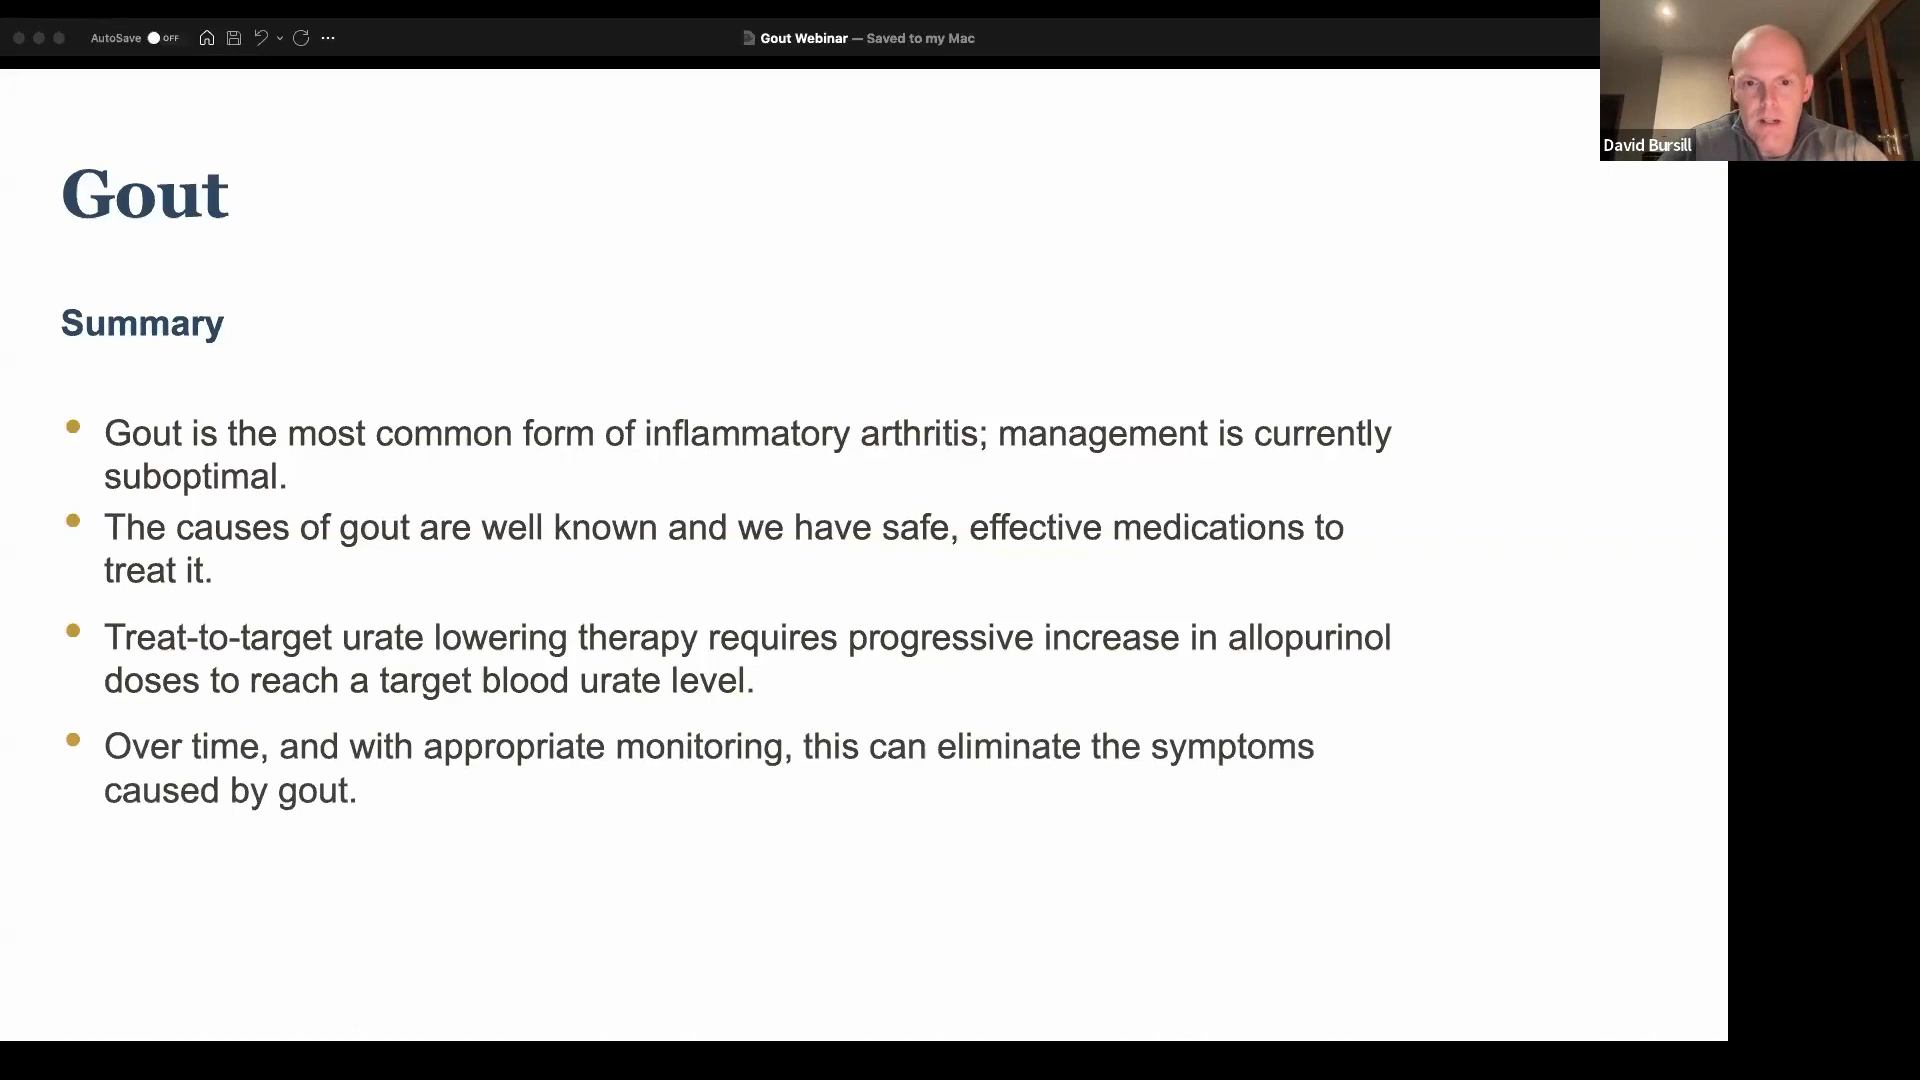 AutoSave OFF
Gout Webinar — Saved to my Mac
David Bursill
Gout
Summary
• Gout is the most common form of inflammatory arthritis; management is currently
suboptimal.
• The causes of gout are well known and we have safe, effective medications to
treat it.
• Treat-to-target urate lowering therapy requires progressive increase in allopurinol
doses to reach a target blood urate level.
• Over time, and with appropriate monitoring, this can eliminate the symptoms
caused by gout.